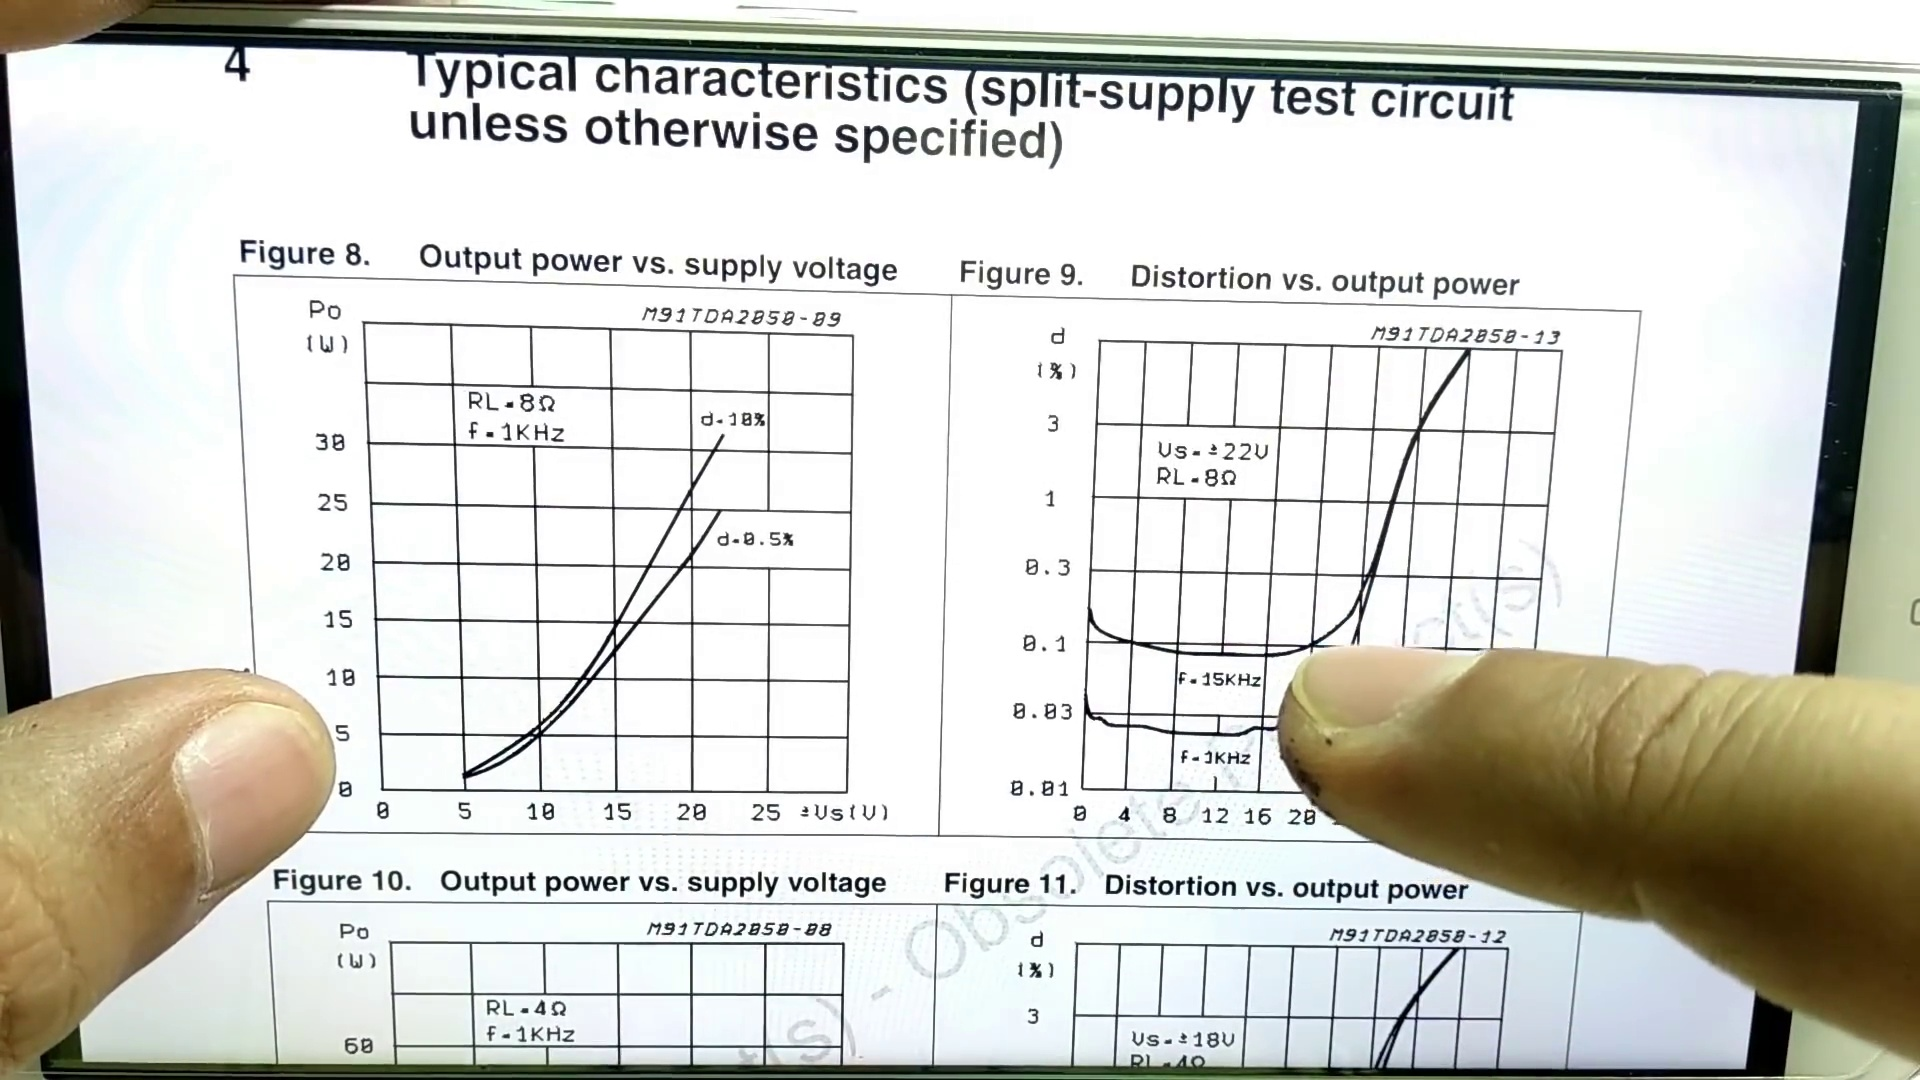 4 Typical characteristics (split-supply test circuit
unless otherwise specified)
Figure 8. Output power vs. supply voltage
Po
(W)
M91TDA2050-09
RL=8Ω
f=1KHz
d=10%
d=0.5%
30
25
20
15
10
5
0
0 5 10 15 20 25 ±Vs(V)
Figure 9. Distortion vs. output power
d
(%)
M91TDA2050-13
Vs=±22V
RL=8Ω
3
1
0.3
0.1
0.03
0.01
f=15KHz
f=1KHz
0 4 8 12 16 20
Figure 10. Output power vs. supply voltage
Po
(W)
M91TDA2050-08
RL=4Ω
f=1KHz
60
Figure 11. Distortion vs. output power
d
(%)
M91TDA2050-12
3
Vs=±18V
RL=4Ω
(s) - Obsolete
ct(s)